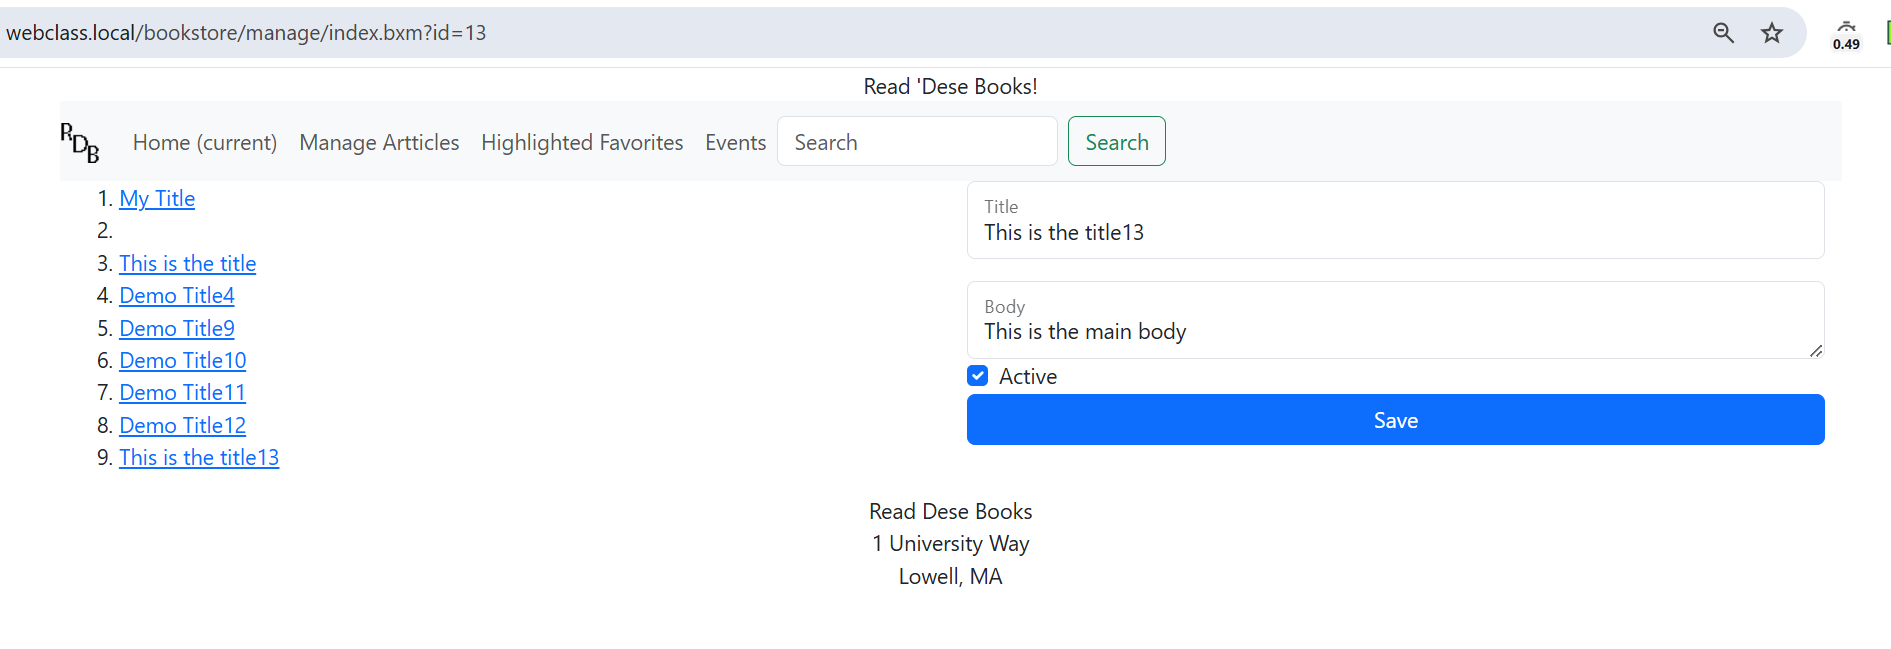 webclass.local/bookstore/manage/index.bxm?id=13
0.49
Read 'Dese Books!
RDB Home (current) Manage Artticles Highlighted Favorites Events Search Search
1. My Title
2.
3. This is the title
4. Demo Title4
5. Demo Title9
6. Demo Title10
7. Demo Title11
8. Demo Title12
9. This is the title13
Title
This is the title13
Body
This is the main body
Active
Save
Read Dese Books
1 University Way
Lowell, MA